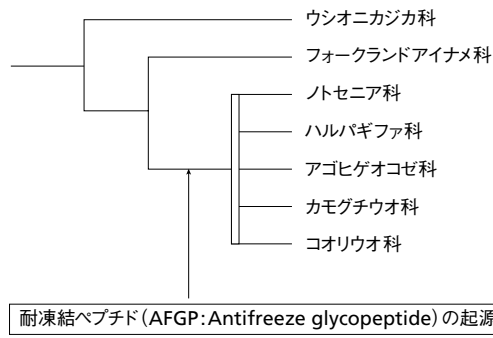 ウシオニカジカ科
フォークランドアイナメ科
ノトセニア科
ハルパギファ科
アゴヒゲオコゼ科
カモグチウオ科
コオリウオ科
耐凍結ペプチド(AFGP:Antifreeze glycopeptide)の起源